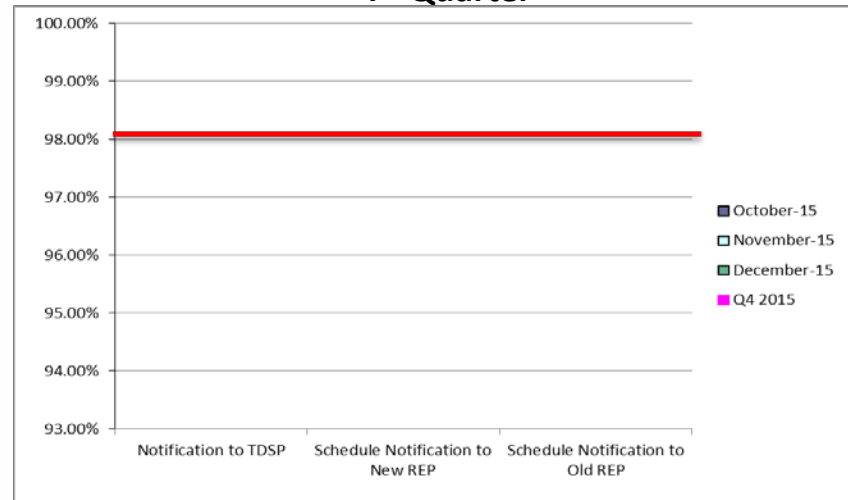 100.00%
99.00%
98.00%
97.00%
96.00%
95.00%
94.00%
93.00%
Notification to TDSP
Schedule Notification to
New REP
Schedule Notification to
Old REP
October-15
November-15
December-15
Q4 2015